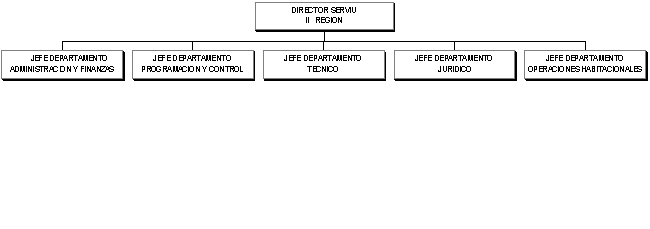 DIRECTOR SERVIU
II REGION
JEFE DEPARTAMENTO
ADMINISTRACION Y FINANZAS
JEFE DEPARTAMENTO
PROGRAMACION Y CONTROL
JEFE DEPARTAMENTO
TECNICO
JEFE DEPARTAMENTO
JURIDICO
JEFE DEPARTAMENTO
OPERACIONES HABITACIONALES